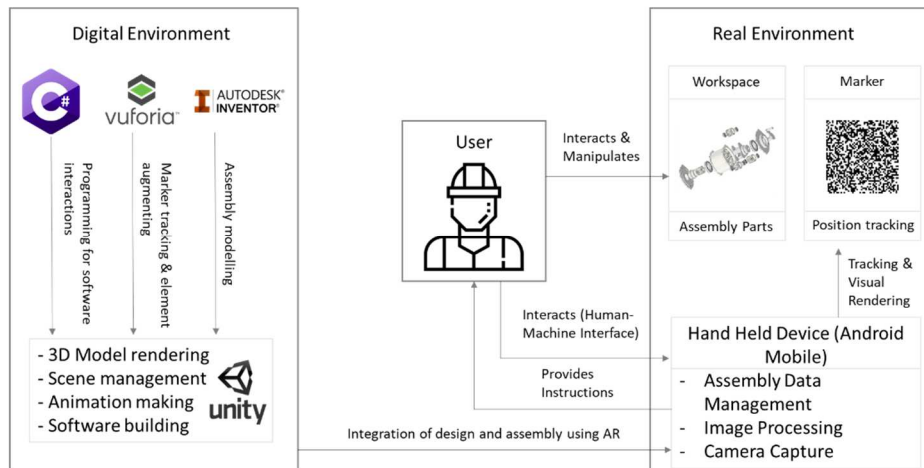 Digital Environment
C#
vuforia™
AUTODESK®
INVENTOR®
Programming for software
interactions
Marker tracking & element
augmenting
Assembly modelling
- 3D Model rendering
- Scene management
- Animation making
- Software building
unity
User
Interacts &
Manipulates
Interacts (Human-
Machine Interface)
Provides
Instructions
Integration of design and assembly using AR
Real Environment
Workspace
Assembly Parts
Marker
Position tracking
Tracking &
Visual
Rendering
Hand Held Device (Android
Mobile)
- Assembly Data
Management
- Image Processing
- Camera Capture